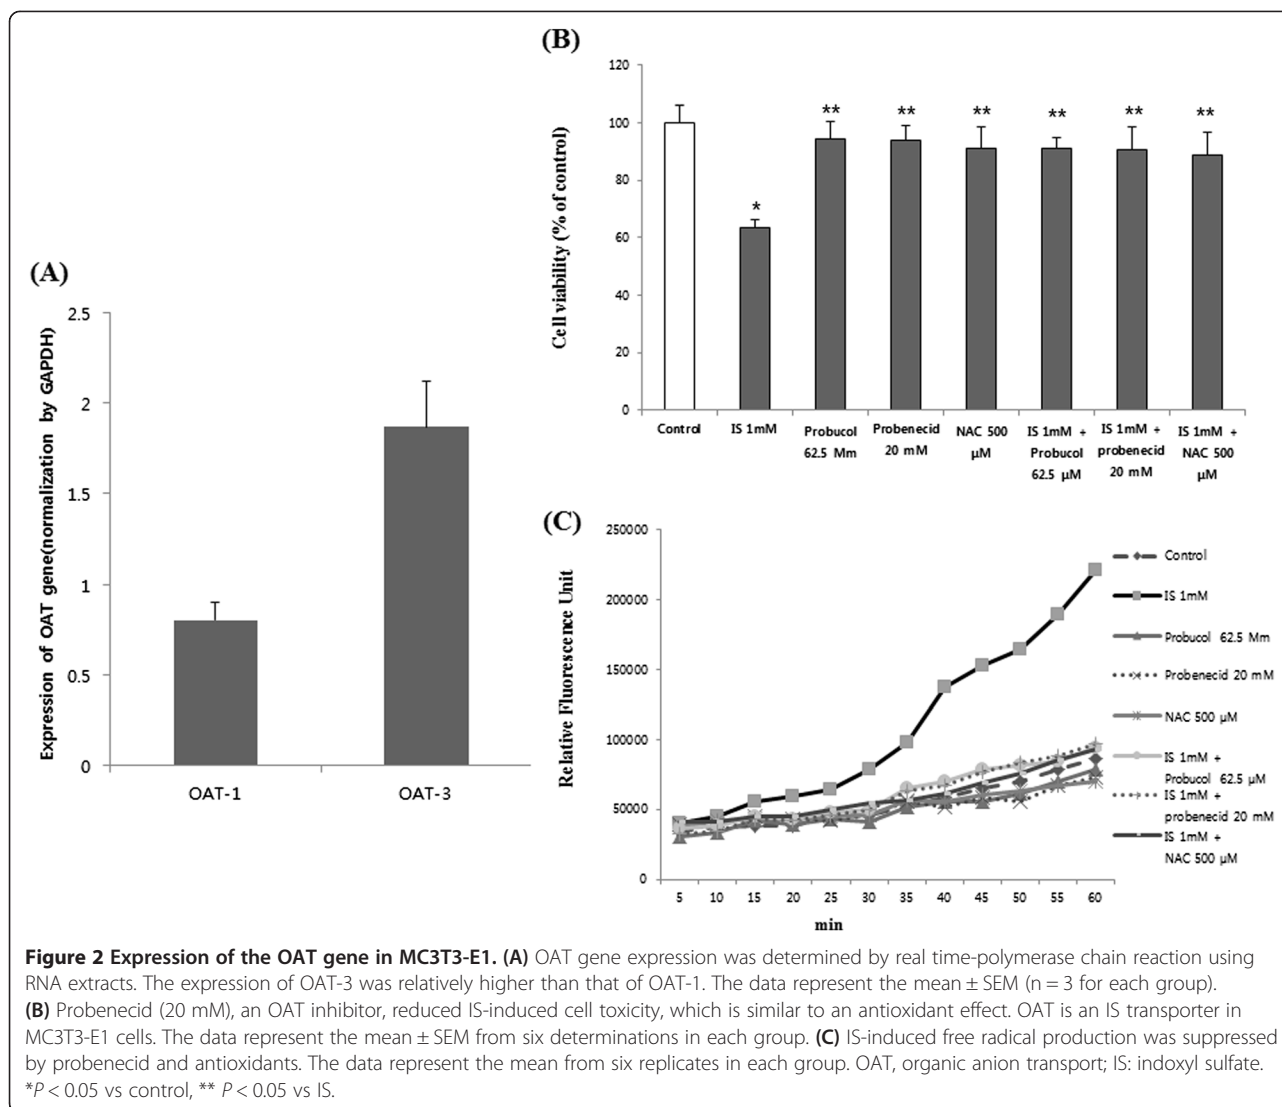 (A)
Expression of OAT gene(normalization by GAPDH)
2.5
2
1.5
1
0.5
0
OAT-1
OAT-3
(B)
Cell viability (% of control)
120
100
80
60
40
20
0
*
**
**
**
**
**
**
Control
IS 1mM
Probucol
62.5 Mm
Probenecid
20 mM
NAC 500
µM
IS 1mM +
Probucol
62.5 µM
IS 1mM +
probenecid
20 mM
IS 1mM +
NAC 500
µM
(C)
Relative Fluorescence Unit
250000
200000
150000
100000
50000
0
5 10 15 20 25 30 35 40 45 50 55 60
min
Control
IS 1mM
Probucol 62.5 Mm
Probenecid 20 mM
NAC 500 µM
IS 1mM +
Probucol 62.5 µM
IS 1mM +
probenecid 20 mM
IS 1mM +
NAC 500 µM
Figure 2 Expression of the OAT gene in MC3T3-E1. (A) OAT gene expression was determined by real time-polymerase chain reaction using
RNA extracts. The expression of OAT-3 was relatively higher than that of OAT-1. The data represent the mean ± SEM (n = 3 for each group).
(B) Probenecid (20 mM), an OAT inhibitor, reduced IS-induced cell toxicity, which is similar to an antioxidant effect. OAT is an IS transporter in
MC3T3-E1 cells. The data represent the mean ± SEM from six determinations in each group. (C) IS-induced free radical production was suppressed
by probenecid and antioxidants. The data represent the mean from six replicates in each group. OAT, organic anion transport; IS: indoxyl sulfate.
*P < 0.05 vs control, ** P < 0.05 vs IS.